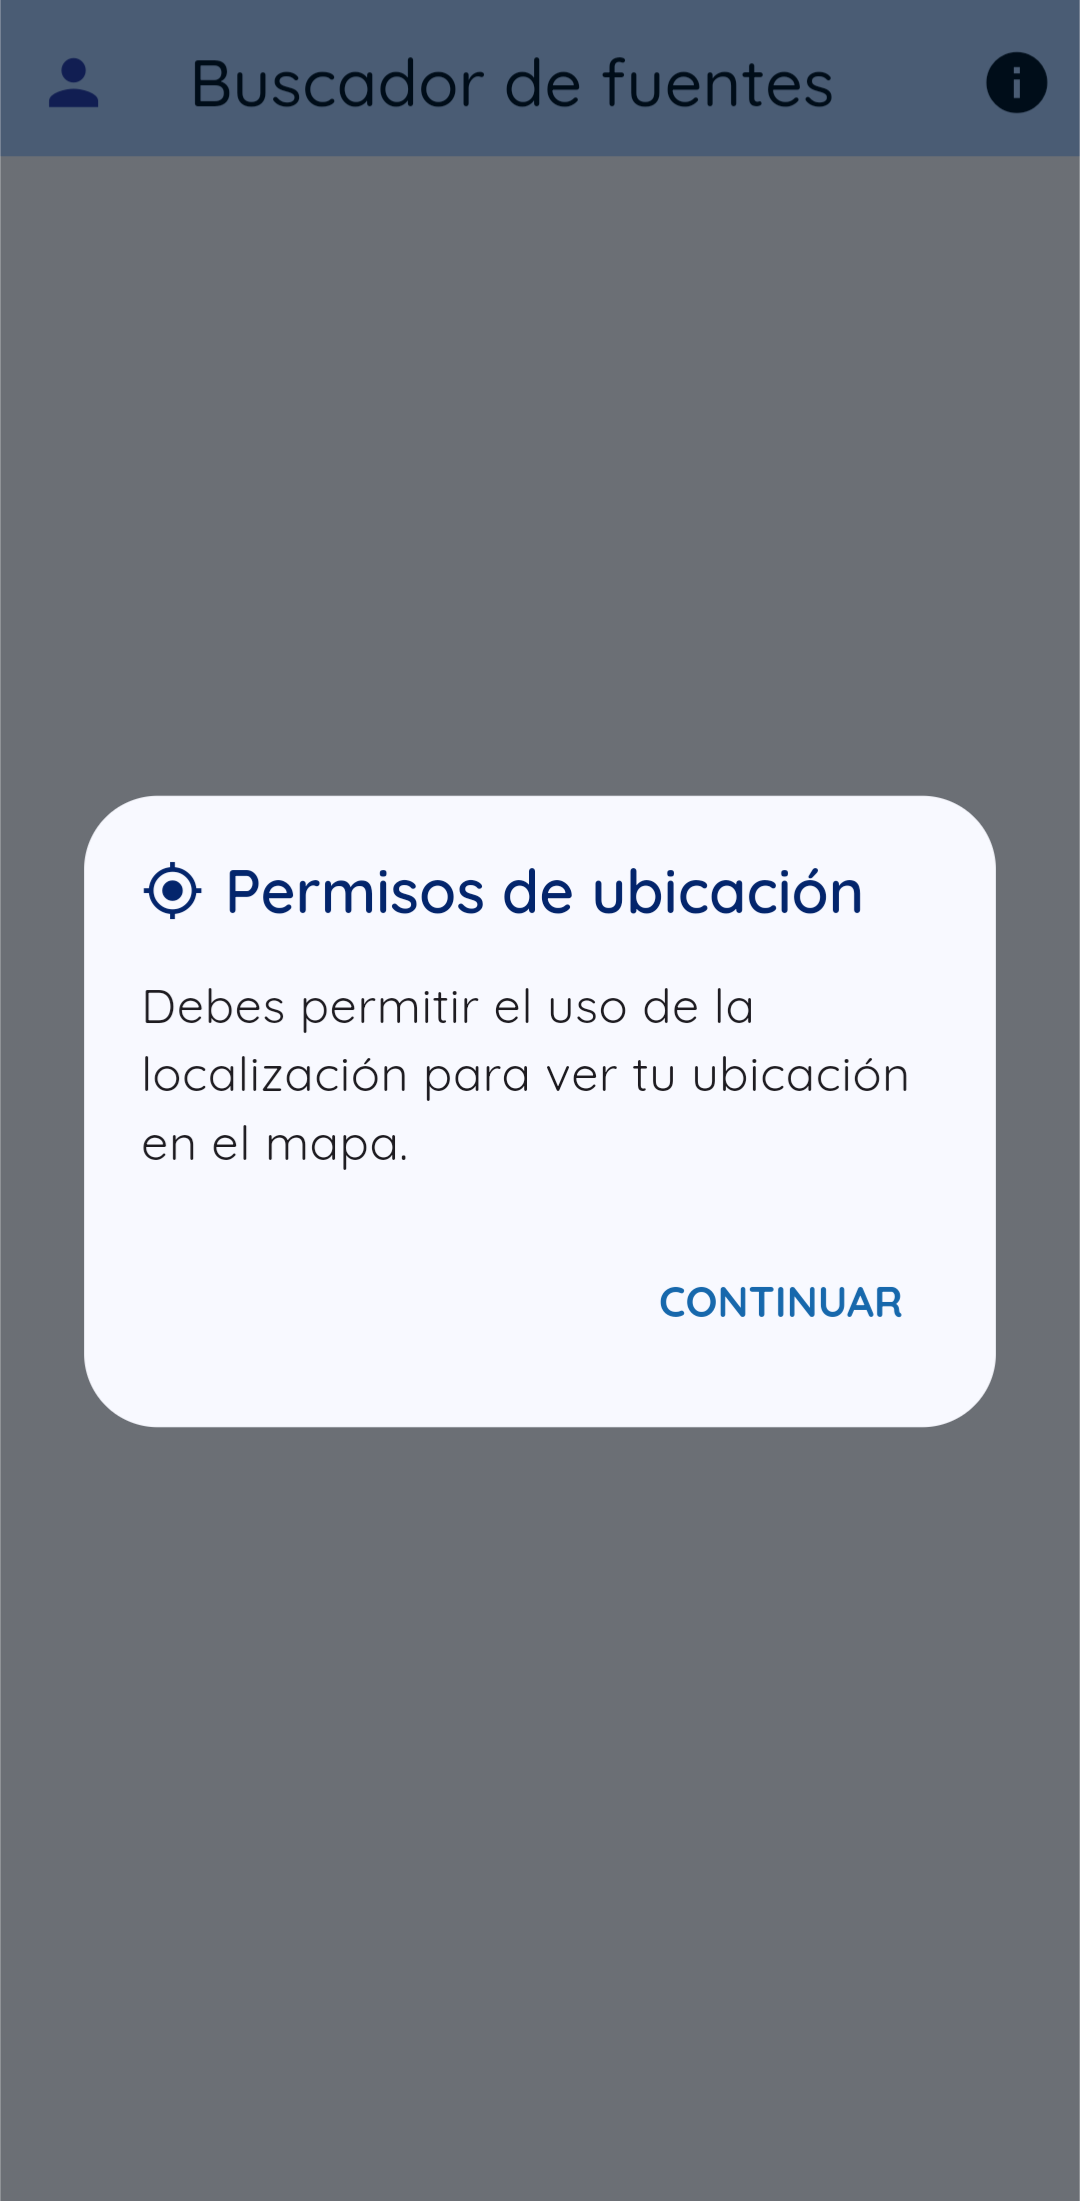 Buscador de fuentes
Permisos de ubicación
Debes permitir el uso de la
localización para ver tu ubicación
en el mapa.
CONTINUAR